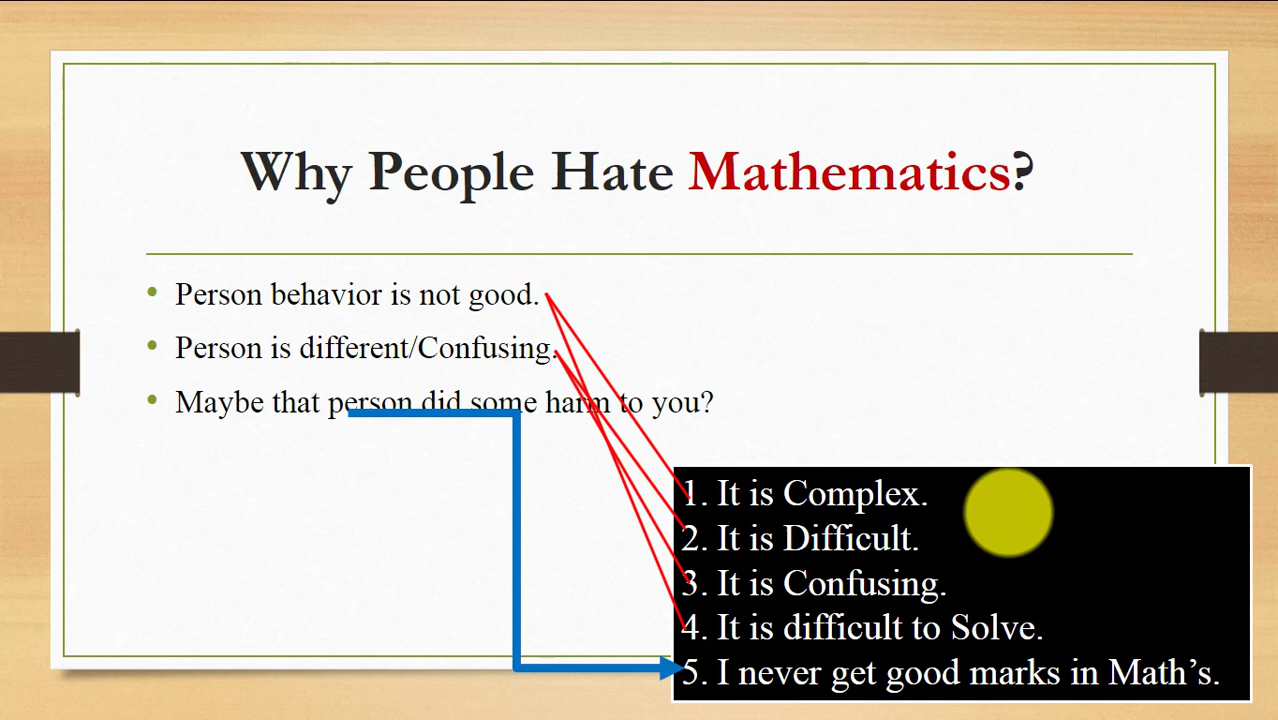 Why People Hate Mathematics?
• Person behavior is not good.
• Person is different/Confusing.
• Maybe that person did some harm to you?
1. It is Complex.
2. It is Difficult.
3. It is Confusing.
4. It is difficult to Solve.
5. I never get good marks in Math’s.